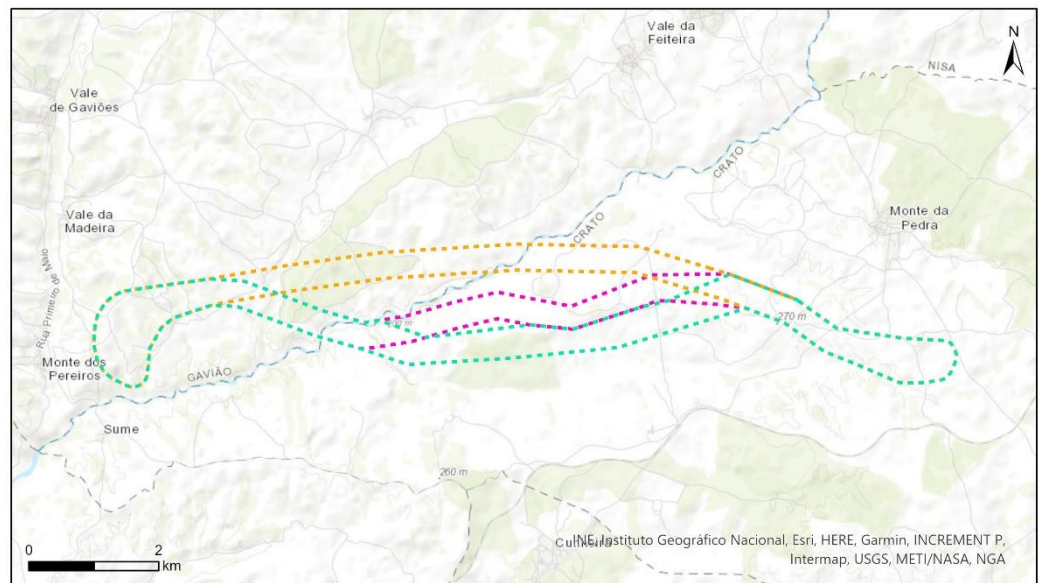 Vale da
Feiteira
N
NISA
Vale
de Gaviões
CRATO
Vale da
Madeira
Monte da
Pedra
CRATO
Rua Primeiro de Maio
270 m
Monte dos
Pereiros
GAVIÃO
Sume
260 m
0
2
km
INE, Instituto Geográfico Nacional, Esri, HERE, Garmin, INCREMENT P,
Intermap, USGS, METI/NASA, NGA